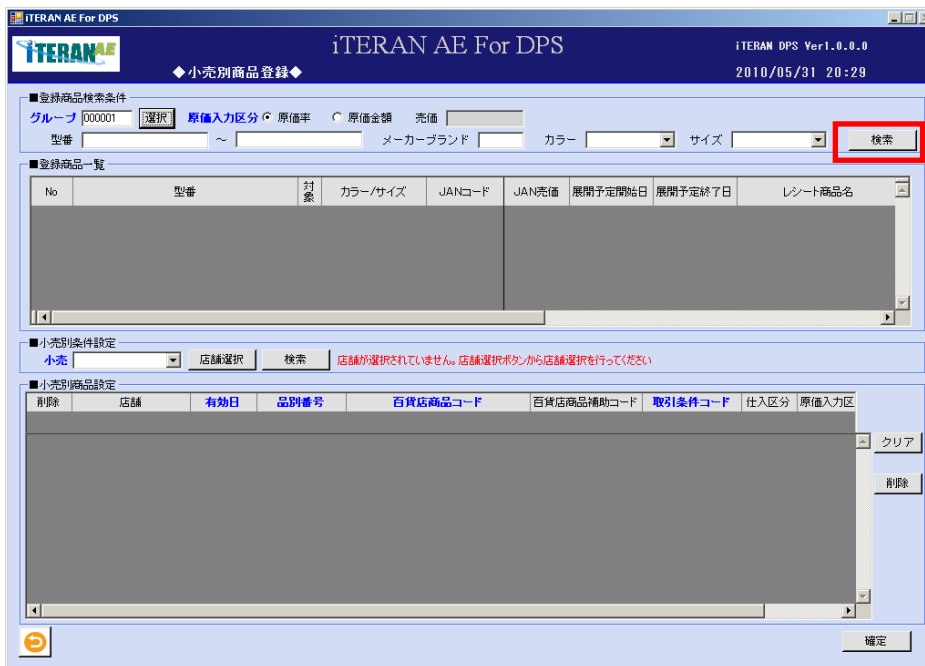 iTERAN AE For DPS
iTERAN AE
iTERAN AE For DPS
iTERAN DPS Ver1.0.0.0
◆小売別商品登録◆
2010/05/31 20:29
■登録商品検索条件
グループ 000001 選択 原価入力区分 原価率 原価金額 売価
型番 ～ メーカーブランド カラー サイズ 検索
■登録商品一覧
No 型番 対象 カラー/サイズ JANコード JAN売価 展開予定開始日 展開予定終了日 レシート商品名
■小売別条件設定
小売 店舗選択 検索 店舗が選択されていません。店舗選択ボタンから店舗選択を行ってください
■小売別商品設定
削除 店舗 有効日 品別番号 百貨店商品コード 百貨店商品補助コード 取引条件コード 仕入区分 原価入力区
クリア
削除
確定